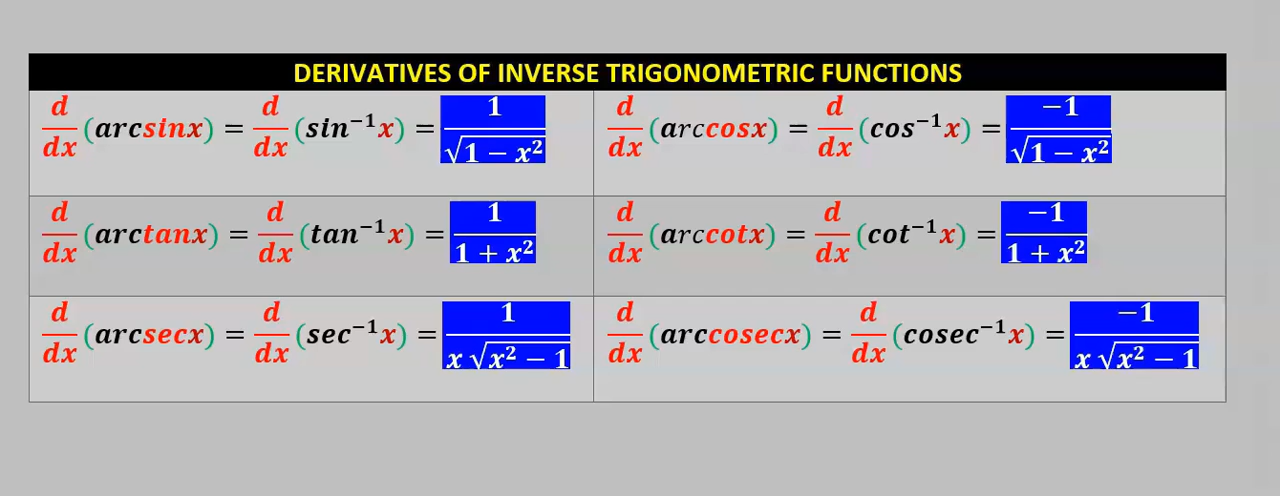 DERIVATIVES OF INVERSE TRIGONOMETRIC FUNCTIONS
d/dx (arcsinx) = d/dx (sin⁻¹x) = 1/√(1 − x²)
d/dx (arccosx) = d/dx (cos⁻¹x) = −1/√(1 − x²)
d/dx (arctanx) = d/dx (tan⁻¹x) = 1/(1 + x²)
d/dx (arccotx) = d/dx (cot⁻¹x) = −1/(1 + x²)
d/dx (arcsecx) = d/dx (sec⁻¹x) = 1/(x √(x² − 1))
d/dx (arccosecx) = d/dx (cosec⁻¹x) = −1/(x √(x² − 1))